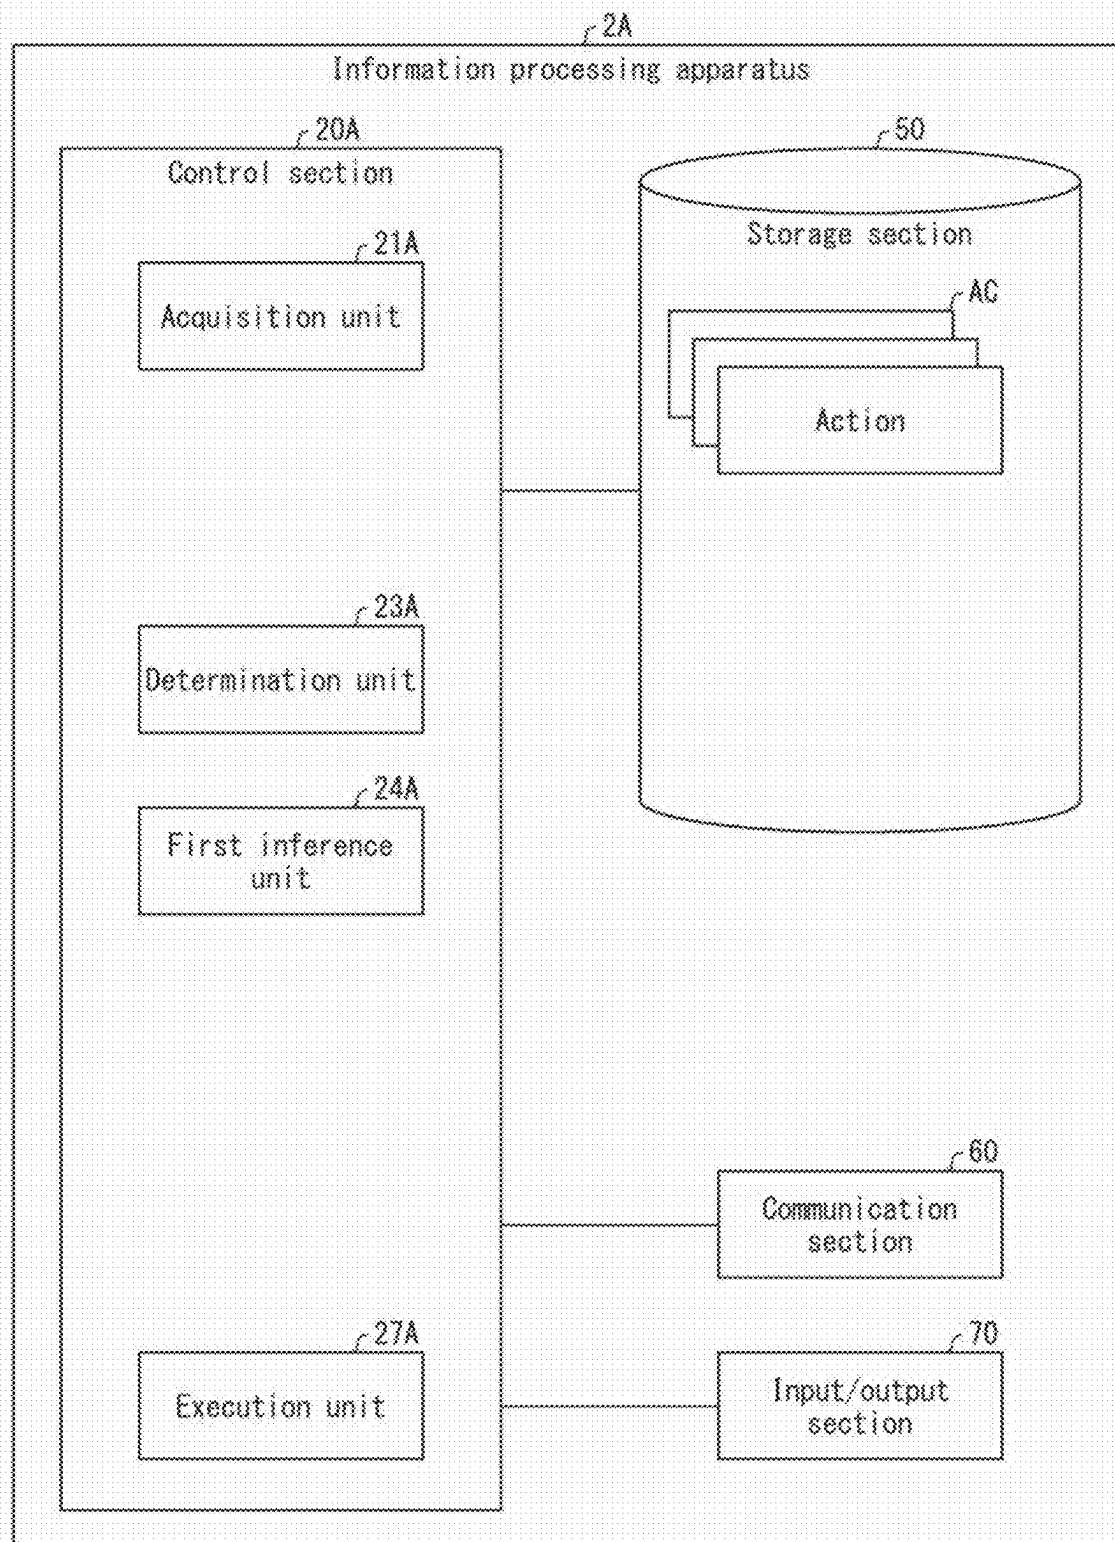 2A
Information processing apparatus
20A
Control section
21A
Acquisition unit
23A
Determination unit
24A
First inference
unit
27A
Execution unit
50
Storage section
AC
Action
60
Communication
section
70
Input/output
section